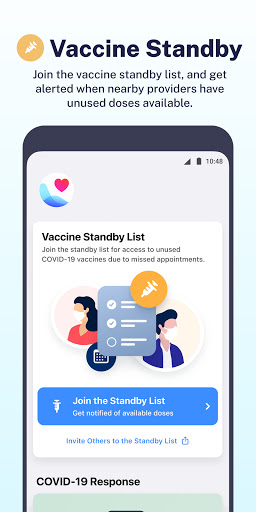 Vaccine Standby
Join the vaccine standby list, and get
alerted when nearby providers have
unused doses available.
10:48
Vaccine Standby List
Join the standby list for access to unused
COVID-19 vaccines due to missed appointments.
Join the Standby List
Get notified of available doses
Invite Others to the Standby List
COVID-19 Response